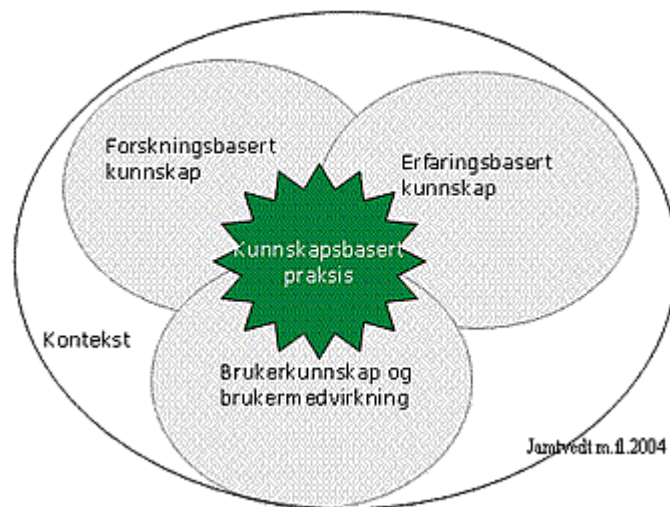 Forskningsbasert
kunnskap
Erfaringsbasert
kunnskap
Kunnskapsbasert
praksis
Kontekst
Brukerkunnskap og
brukermedvirkning
Jamtvedt m.fl.2004